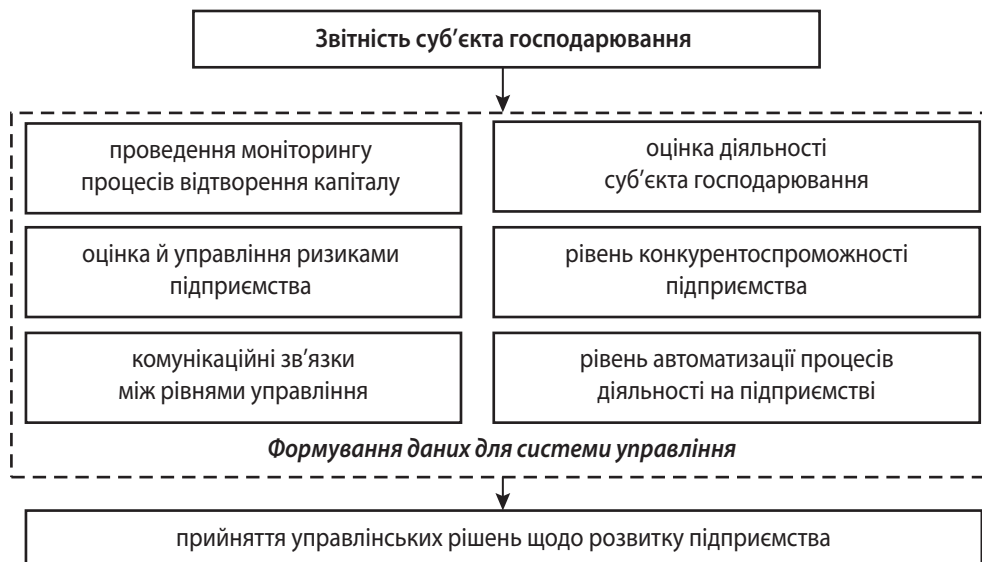 Звітність суб’єкта господарювання
проведення моніторингу
процесів відтворення капіталу
оцінка діяльності
суб’єкта господарювання
оцінка й управління ризиками
підприємства
рівень конкурентоспроможності
підприємства
комунікаційні зв’язки
між рівнями управління
рівень автоматизації процесів
діяльності на підприємстві
Формування даних для системи управління
прийняття управлінських рішень щодо розвитку підприємства